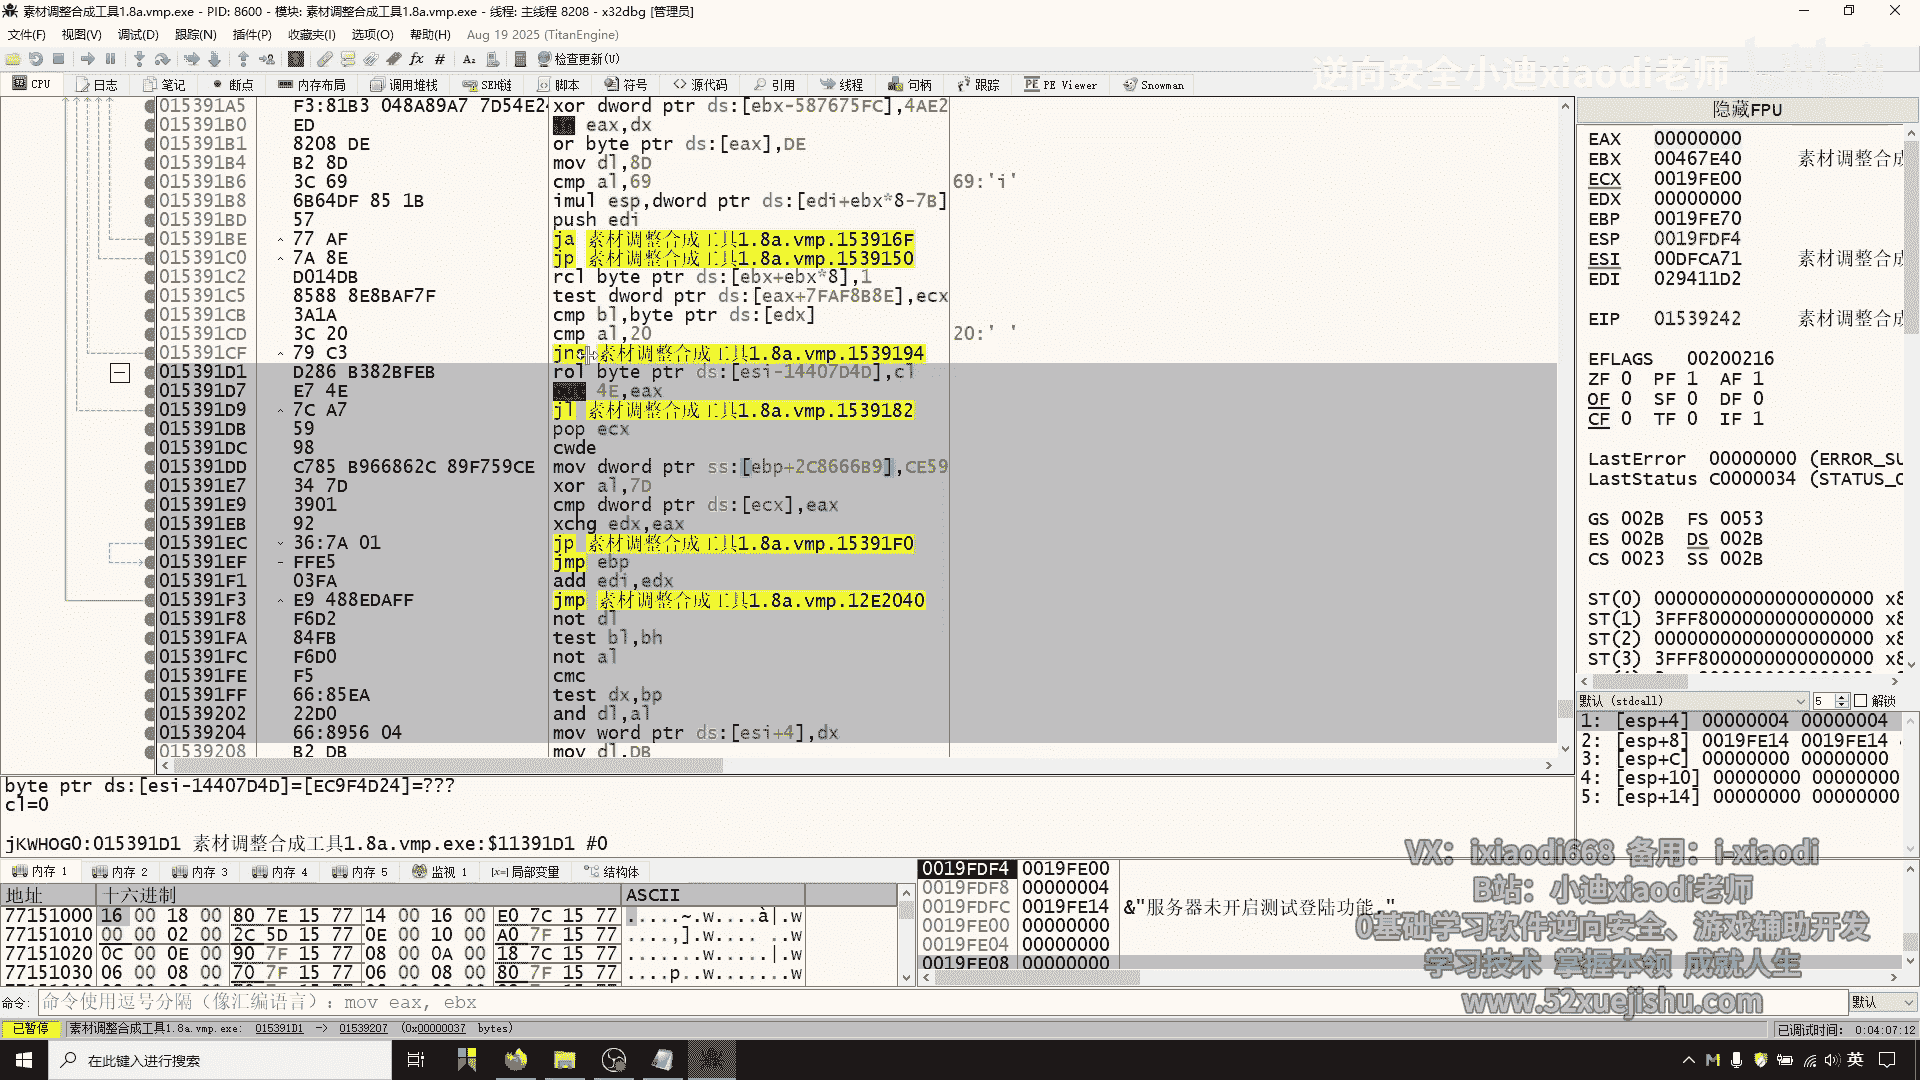 素材调整合成工具1.8a.vmp.exe - PID: 8600 - 模块: 素材调整合成工具1.8a.vmp.exe - 线程: 主线程 8208 - x32dbg [管理员]
文件(F) 视图(V) 调试(D) 跟踪(N) 插件(P) 收藏夹(I) 选项(O) 帮助(H) Aug 19 2025 (TitanEngine)
检查更新(U)
逆向安全小迪xiaodi老师
CPU 日志 笔记 断点 内存布局 调用堆栈 SEH链 脚本 符号 源代码 引用 线程 句柄 跟踪 PE Viewer Snowman
015391A5 F3:81B3 048A89A7 7D54E24 xor dword ptr ds:[ebx-587675FC],4AE2
015391B0 ED in eax,dx
015391B1 8208 DE or byte ptr ds:[eax],DE
015391B4 B2 8D mov dl,8D
015391B6 3C 69 cmp al,69 69:'i'
015391B8 6B64DF 85 1B imul esp,dword ptr ds:[edi+ebx*8-7B]
015391BD 57 push edi
015391BE 77 AF ja 素材调整合成工具1.8a.vmp.153916F
015391C0 7A 8E jp 素材调整合成工具1.8a.vmp.1539150
015391C2 D014DB rcl byte ptr ds:[ebx+ebx*8],1
015391C5 8588 8E8BAF7F test dword ptr ds:[eax+7FAF8B8E],ecx
015391CB 3A1A cmp bl,byte ptr ds:[edx]
015391CD 3C 20 cmp al,20 20:' '
015391CF 79 C3 jns 素材调整合成工具1.8a.vmp.1539194
015391D1 D286 B382BFEB rol byte ptr ds:[esi-14407D4D],cl
015391D7 E7 4E 4E,eax
015391D9 7C A7 jl 素材调整合成工具1.8a.vmp.1539182
015391DB 59 pop ecx
015391DC 98 cwde
015391DD C785 B966862C 89F759CE mov dword ptr ss:[ebp+2C8666B9],CE59
015391E7 34 7D xor al,7D
015391E9 3901 cmp dword ptr ds:[ecx],eax
015391EB 92 xchg edx,eax
015391EC 36:7A 01 jp 素材调整合成工具1.8a.vmp.15391F0
015391EF FFE5 jmp ebp
015391F1 03FA add edi,edx
015391F3 E9 488EDAFF jmp 素材调整合成工具1.8a.vmp.12E2040
015391F8 F6D2 not dl
015391FA 84FB test bl,bh
015391FC F6D0 not al
015391FE F5 cmc
015391FF 66:85EA test dx,bp
01539202 22D0 and dl,al
01539204 66:8956 04 mov word ptr ds:[esi+4],dx
01539208 B2 DB mov dl,DB
隐藏FPU
EAX 00000000
EBX 00467E40 素材调整合成
ECX 0019FE00
EDX 00000000
EBP 0019FE70
ESP 0019FDF4
ESI 00DFCA71 素材调整合成
EDI 029411D2
EIP 01539242 素材调整合成
EFLAGS 00200216
ZF 0 PF 1 AF 1
OF 0 SF 0 DF 0
CF 0 TF 0 IF 1
LastError 00000000 (ERROR_SU
LastStatus C0000034 (STATUS_O
GS 002B FS 0053
ES 002B DS 002B
CS 0023 SS 002B
ST(0) 00000000000000000000 x8
ST(1) 3FFF8000000000000000 x8
ST(2) 00000000000000000000 x8
ST(3) 3FFF8000000000000000 x8
默认 (stdcall) 5 解锁
1: [esp+4] 00000004 00000004
2: [esp+8] 0019FE14 0019FE14
3: [esp+C] 00000000 00000000
4: [esp+10] 00000000 00000000
5: [esp+14] 00000000 00000000
byte ptr ds:[esi-14407D4D]=[EC9F4D24]=???
cl=0
jKWHOG0:015391D1 素材调整合成工具1.8a.vmp.exe:$11391D1 #0
内存 1 内存 2 内存 3 内存 4 内存 5 监视 1 [x=] 局部变量 结构体
地址 十六进制 ASCII
77151000 16 00 18 00 80 7E 15 77 14 00 16 00 E0 7C 15 77 .....~.w....à|.w
77151010 00 00 02 00 2C 5D 15 77 0E 00 10 00 A0 7F 15 77 ....,].w.... ..w
77151020 0C 00 0E 00 90 7F 15 77 08 00 0A 00 18 7C 15 77 .......w.....|.w
77151030 06 00 08 00 70 7F 15 77 06 00 08 00 80 7F 15 77 ....p..w.......w
0019FDF4 0019FE00
0019FDF8 00000004
0019FDFC 0019FE14 &"服务器未开启测试登陆功能."
0019FE00 00000000
0019FE04 00000000
0019FE08 00000000
VX: ixiaodi668 备用: i-xiaodi
B站: 小迪xiaodi老师
0基础学习软件逆向安全、游戏辅助开发
学习技术 掌握本领 成就人生
www.52xuejishu.com
命令: 命令使用逗号分隔（像汇编语言）: mov eax, ebx 默认
已暂停 素材调整合成工具1.8a.vmp.exe: 015391D1 -> 01539207 (0x00000037 bytes) 已调试时间: 0:04:07:12
在此键入进行搜索 英